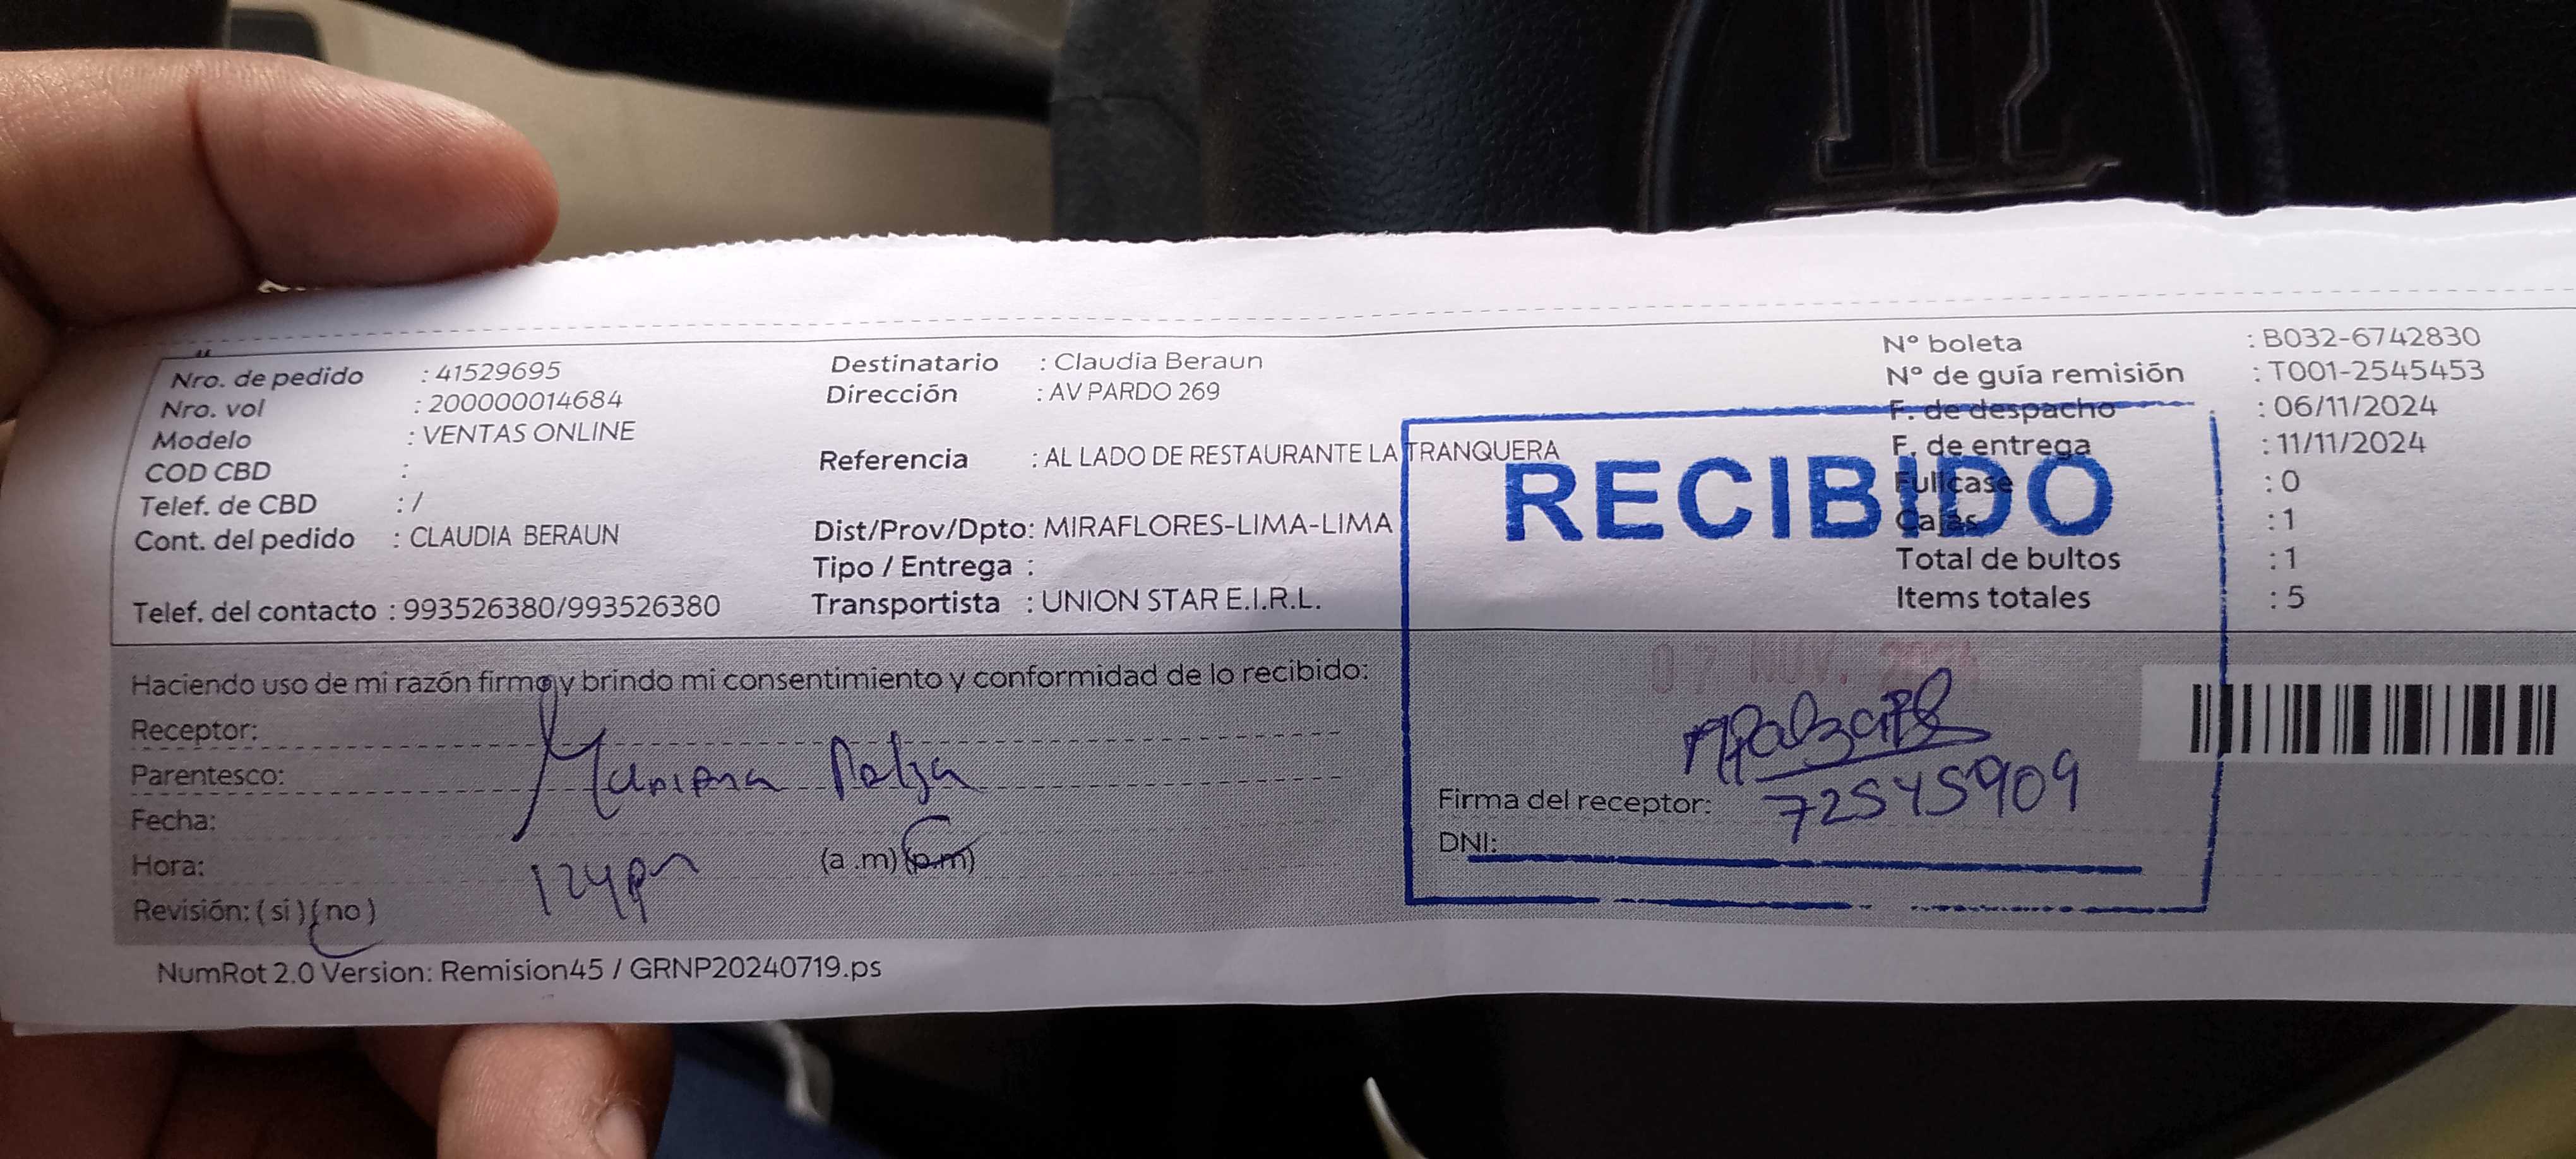 Nro. de pedido : 41529695
Nro. vol : 200000014684
Modelo : VENTAS ONLINE
COD CBD :
Telef. de CBD : /
Cont. del pedido : CLAUDIA BERAUN
Telef. del contacto : 993526380/993526380
Destinatario : Claudia Beraun
Dirección : AV PARDO 269
Referencia : AL LADO DE RESTAURANTE LA TRANQUERA
Dist/Prov/Dpto: MIRAFLORES-LIMA-LIMA
Tipo / Entrega :
Transportista : UNION STAR E.I.R.L.
N° boleta : B032-6742830
N° de guía remisión : T001-2545453
F. de despacho : 06/11/2024
F. de entrega : 11/11/2024
Fullcase : 0
Cajas : 1
Total de bultos : 1
Items totales : 5
RECIBIDO
07 NOV. 2024
Haciendo uso de mi razón firmo y brindo mi consentimiento y conformidad de lo recibido:
Receptor:
Parentesco:
Fecha:
Hora: (a .m) (p.m)
Revisión: ( si ) ( no )
Firma del receptor: 72545909
DNI:
NumRot 2.0 Version: Remision45 / GRNP20240719.ps